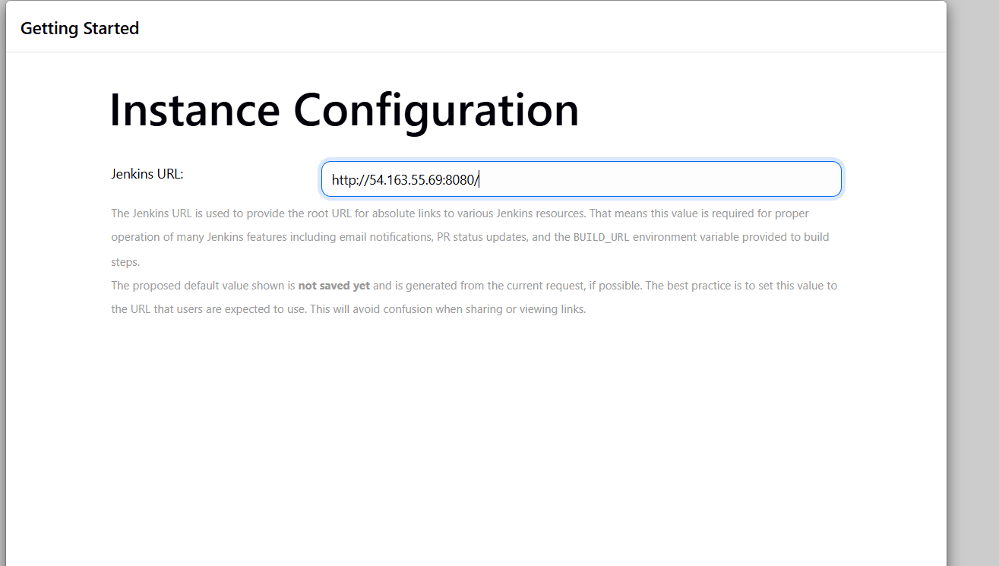 Getting Started
Instance Configuration
Jenkins URL:
http://54.163.55.69:8080/
The Jenkins URL is used to provide the root URL for absolute links to various Jenkins resources. That means this value is required for proper
operation of many Jenkins features including email notifications, PR status updates, and the BUILD_URL environment variable provided to build
steps.
The proposed default value shown is not saved yet and is generated from the current request, if possible. The best practice is to set this value to
the URL that users are expected to use. This will avoid confusion when sharing or viewing links.